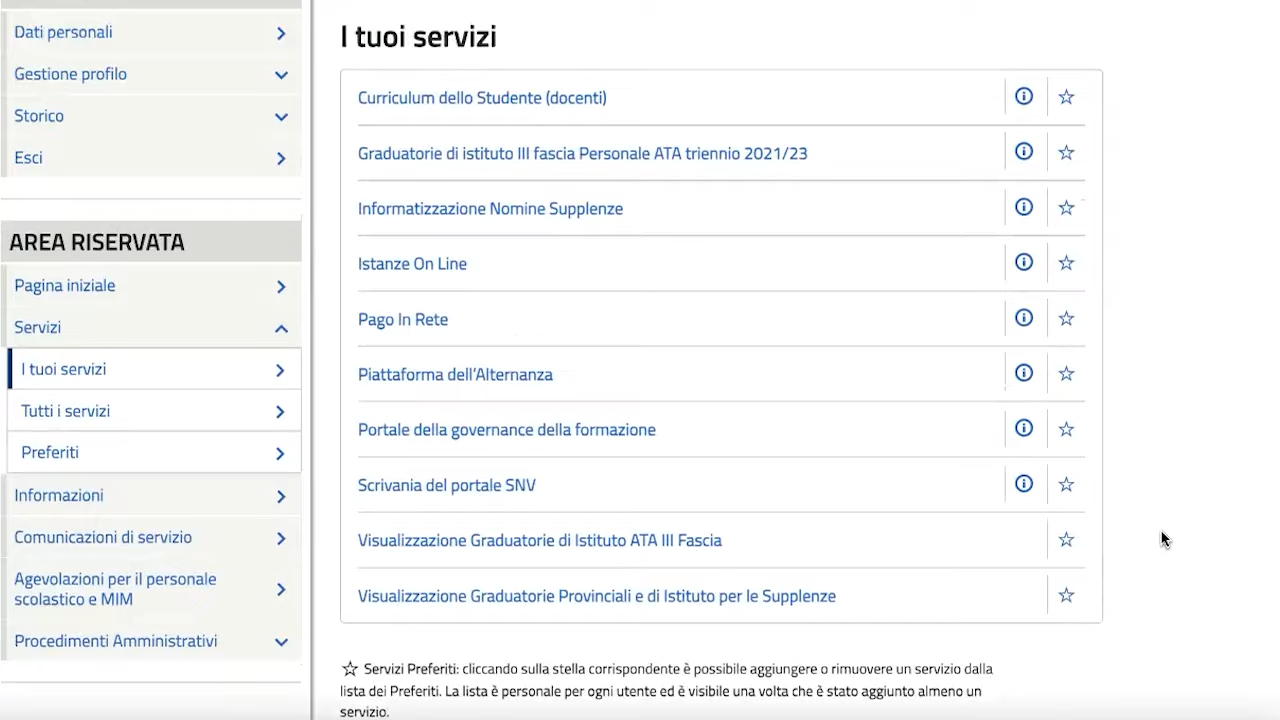 Dati personali
Gestione profilo
Storico
Esci
AREA RISERVATA
Pagina iniziale
Servizi
I tuoi servizi
Tutti i servizi
Preferiti
Informazioni
Comunicazioni di servizio
Agevolazioni per il personale
scolastico e MIM
Procedimenti Amministrativi
I tuoi servizi
Curriculum dello Studente (docenti)
Graduatorie di istituto III fascia Personale ATA triennio 2021/23
Informatizzazione Nomine Supplenze
Istanze On Line
Pago In Rete
Piattaforma dell'Alternanza
Portale della governance della formazione
Scrivania del portale SNV
Visualizzazione Graduatorie di Istituto ATA III Fascia
Visualizzazione Graduatorie Provinciali e di Istituto per le Supplenze
Servizi Preferiti: cliccando sulla stella corrispondente è possibile aggiungere o rimuovere un servizio dalla
lista dei Preferiti. La lista è personale per ogni utente ed è visibile una volta che è stato aggiunto almeno un
servizio.